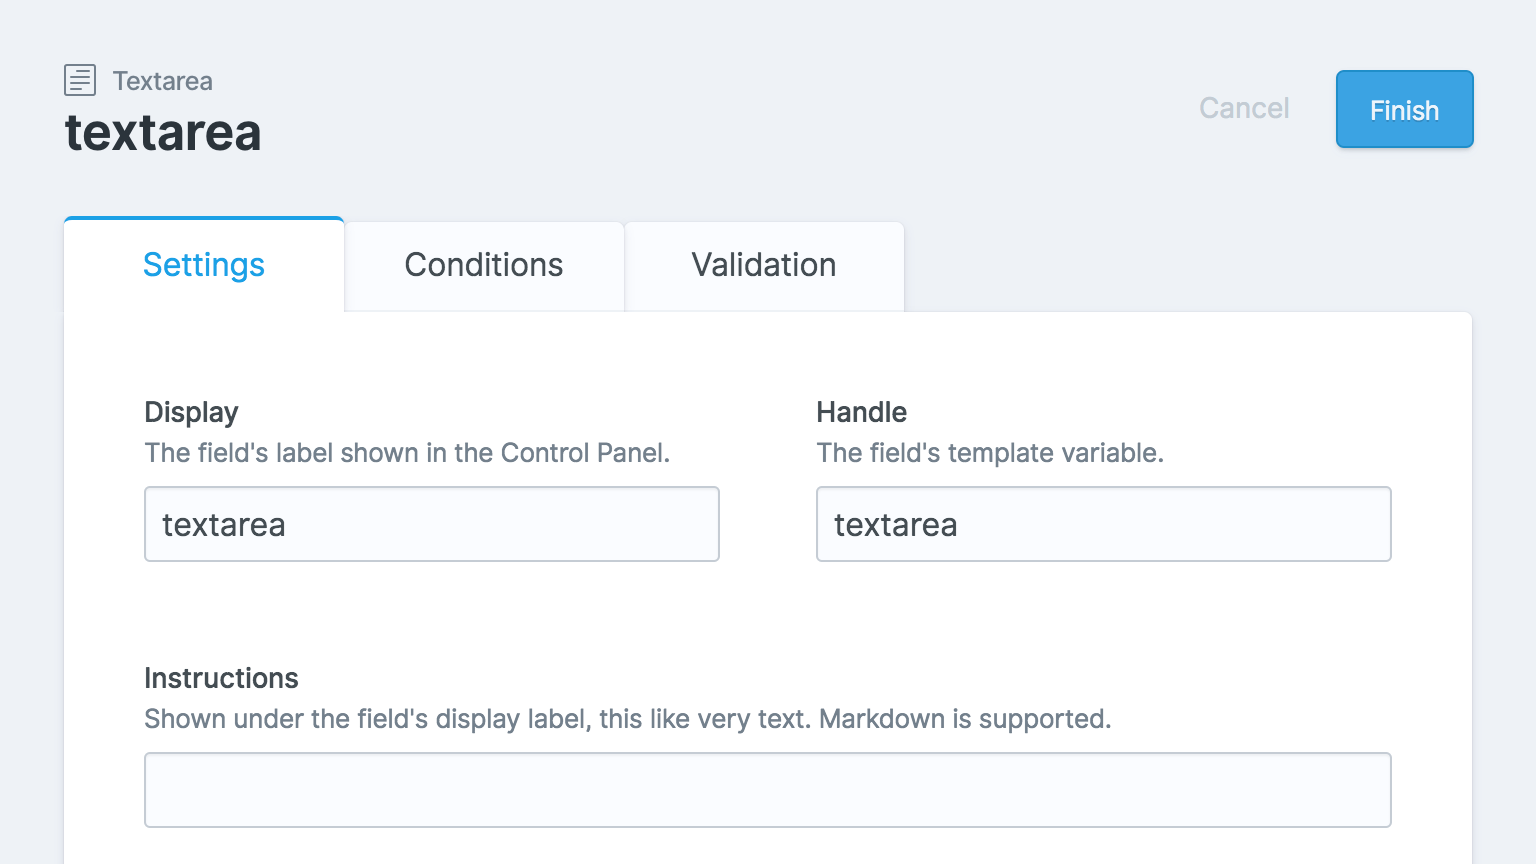 Textarea
textarea
Cancel
Finish
Settings
Conditions
Validation
Display
The field's label shown in the Control Panel.
textarea
Handle
The field's template variable.
textarea
Instructions
Shown under the field's display label, this like very text. Markdown is supported.